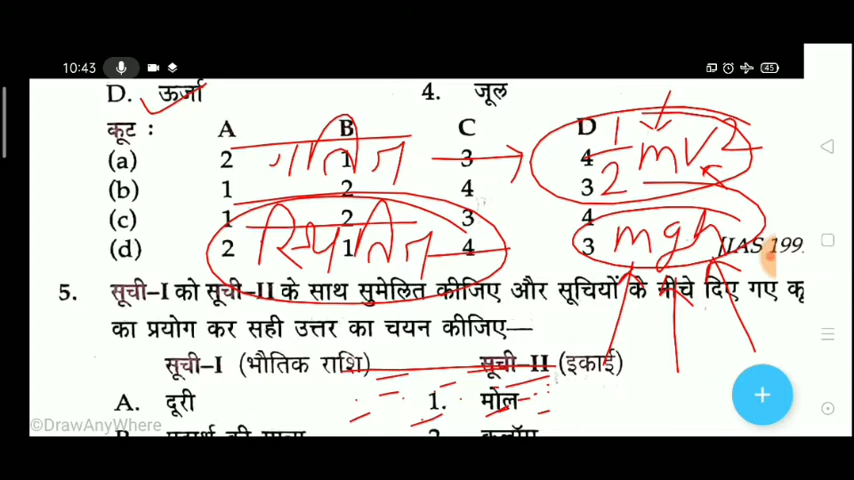 10:43 45
D. ऊर्जा 4. जूल
कूट : A B C D
(a) 2 1 3 4
(b) 1 2 4 3
(c) 1 2 3 4
(d) 2 1 4 3 [IAS 199
गतिज 1/2 mv2
स्थितिज mgh
5. सूची-I को सूची-II के साथ सुमेलित कीजिए और सूचियों के नीचे दिए गए कू
का प्रयोग कर सही उत्तर का चयन कीजिए—
सूची-I (भौतिक राशि) सूची-II (इकाई)
A. दूरी 1. मोल
©DrawAnyWhere